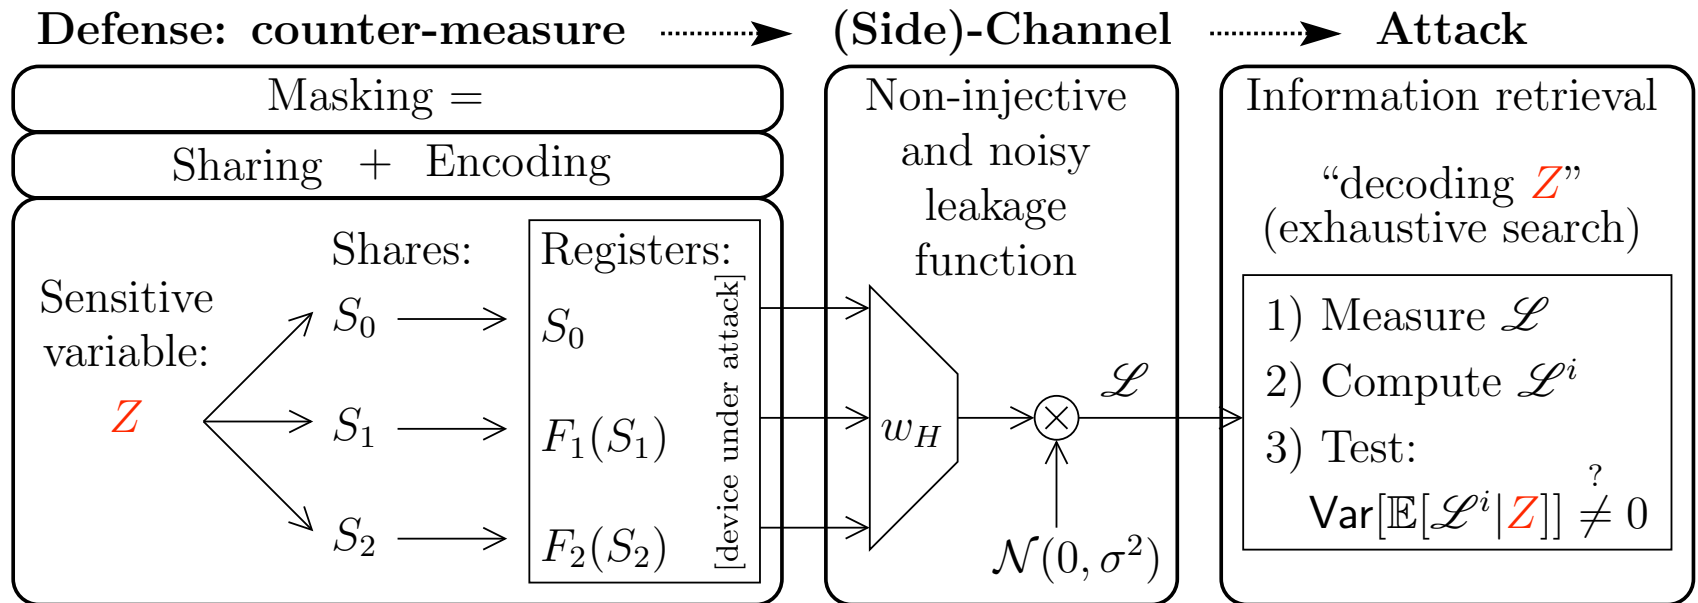 Defense: counter-measure
(Side)-Channel
Attack
Masking =
Sharing + Encoding
Sensitive
variable:
Z
Shares:
S₀
S₁
S₂
Registers:
S₀
F₁(S₁)
F₂(S₂)
[device under attack]
Non-injective
and noisy
leakage
function
w_H
⊗
ℒ
𝒩(0, σ²)
Information retrieval
“decoding Z”
(exhaustive search)
1) Measure ℒ
2) Compute ℒⁱ
3) Test:
?
Var[𝔼[ℒⁱ|Z]] ≠ 0